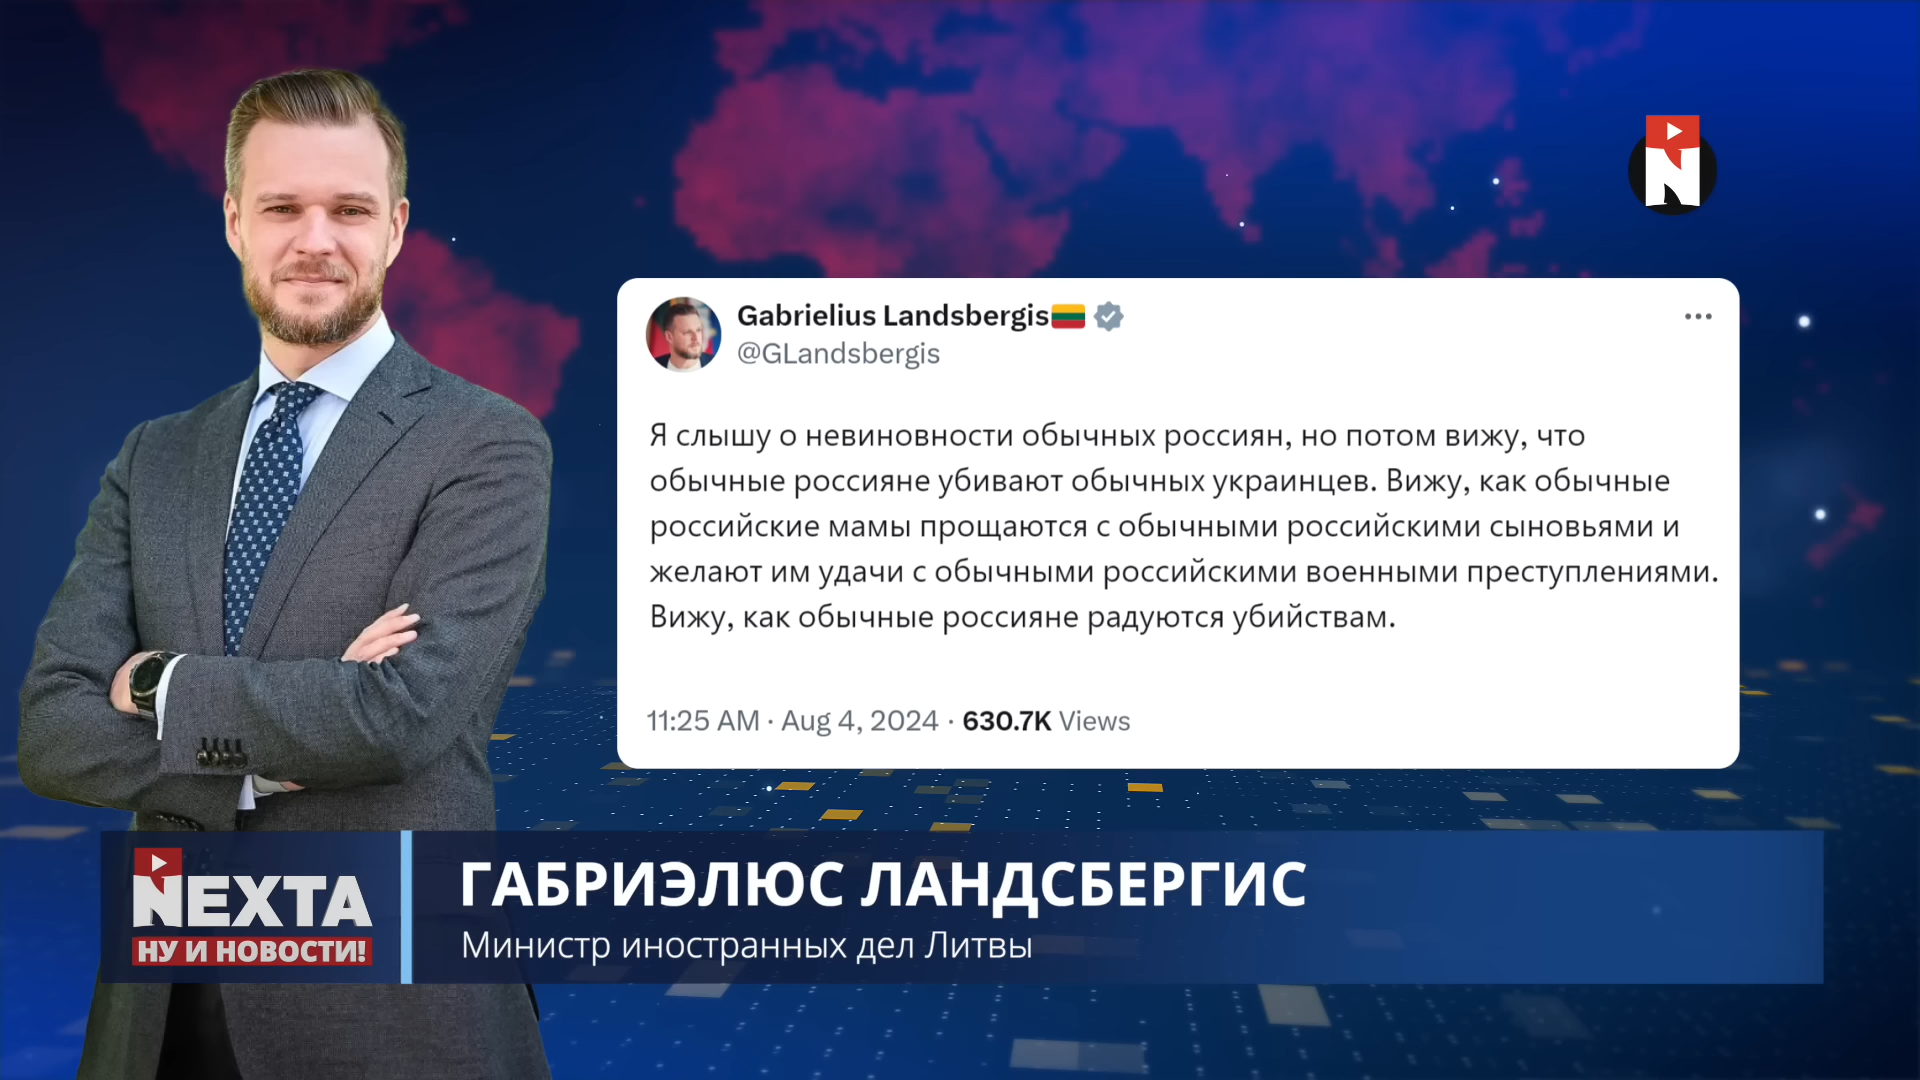 N
Gabrielius Landsbergis
@GLandsbergis
Я слышу о невиновности обычных россиян, но потом вижу, что
обычные россияне убивают обычных украинцев. Вижу, как обычные
российские мамы прощаются с обычными российскими сыновьями и
желают им удачи с обычными российскими военными преступлениями.
Вижу, как обычные россияне радуются убийствам.
11:25 AM · Aug 4, 2024 · 630.7K Views
NEXTA
НУ И НОВОСТИ!
ГАБРИЭЛЮС ЛАНДСБЕРГИС
Министр иностранных дел Литвы